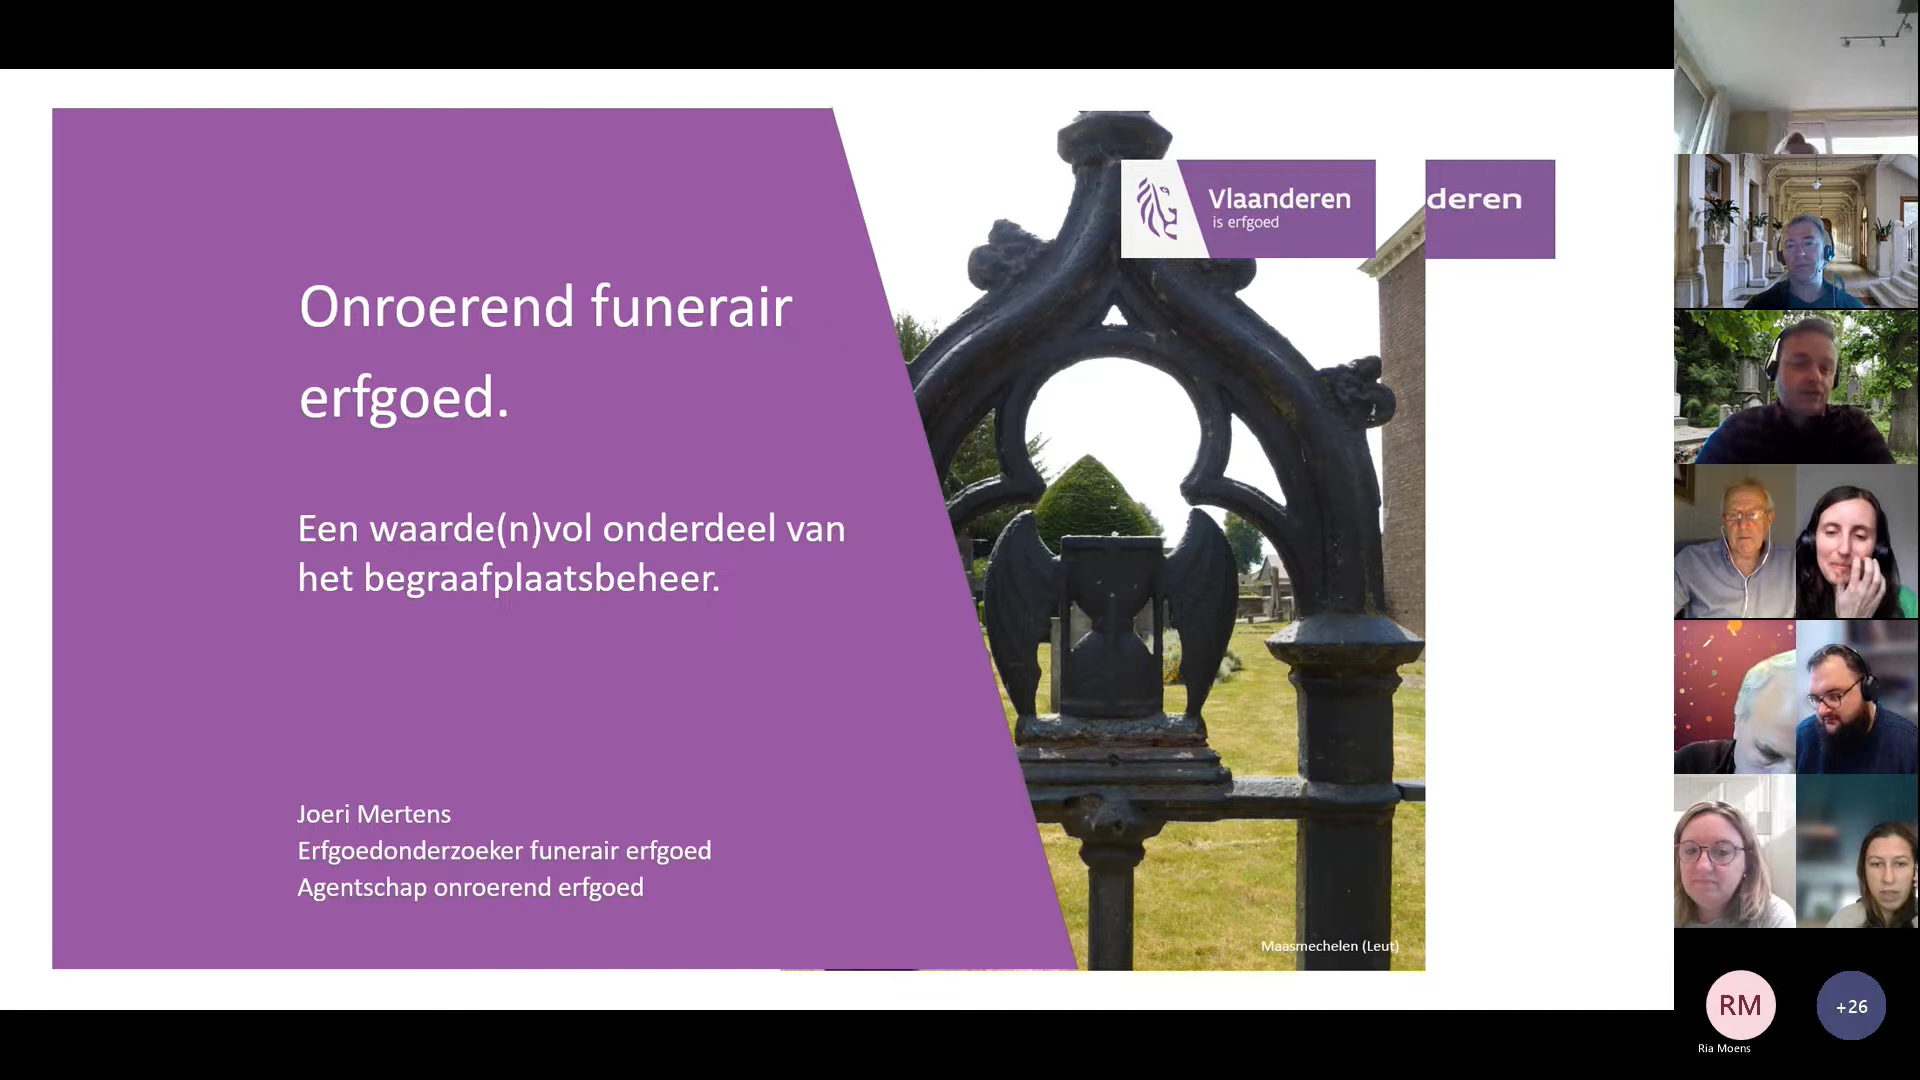 Vlaanderen
is erfgoed
deren
Onroerend funerair
erfgoed.
Een waarde(n)vol onderdeel van
het begraafplaatsbeheer.
Joeri Mertens
Erfgoedonderzoeker funerair erfgoed
Agentschap onroerend erfgoed
Maasmechelen (Leut)
RM
+26
Ria Moens